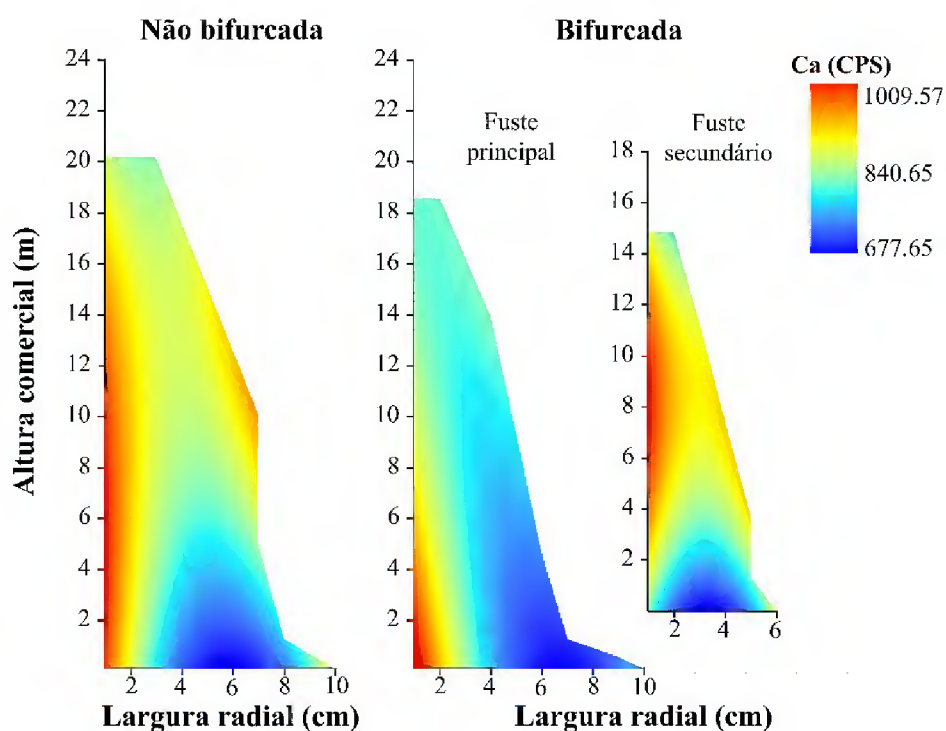 Não bifurcada
Bifurcada
Ca (CPS)
1009.57
840.65
677.65
Fuste
principal
Fuste
secundário
Altura comercial (m)
24
22
20
18
16
14
12
10
8
6
4
2
2 4 6 8 10
Largura radial (cm)
24
22
20
18
16
14
12
10
8
6
4
2
2 4 6 8 10
Largura radial (cm)
18
16
14
12
10
8
6
4
2
2 4 6